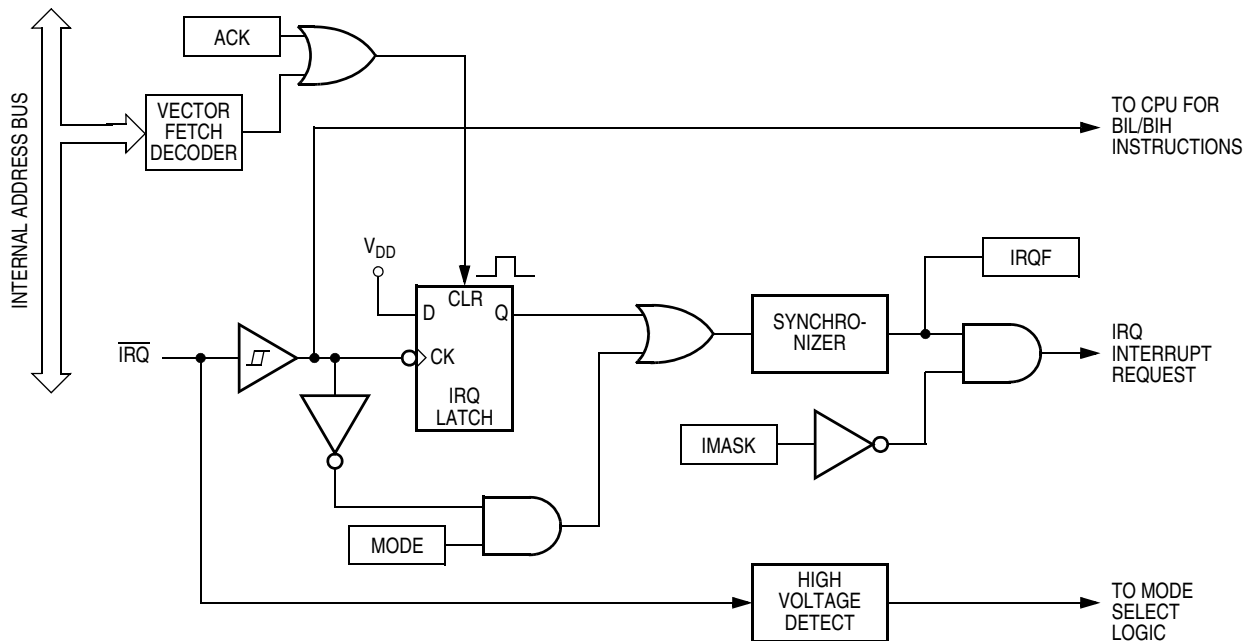 INTERNAL ADDRESS BUS
ACK
VECTOR
FETCH
DECODER
TO CPU FOR
BIL/BIH
INSTRUCTIONS
VDD
CLR
D
Q
CK
IRQ
LATCH
IRQ
SYNCHRO-
NIZER
IRQF
IRQ
INTERRUPT
REQUEST
IMASK
MODE
HIGH
VOLTAGE
DETECT
TO MODE
SELECT
LOGIC